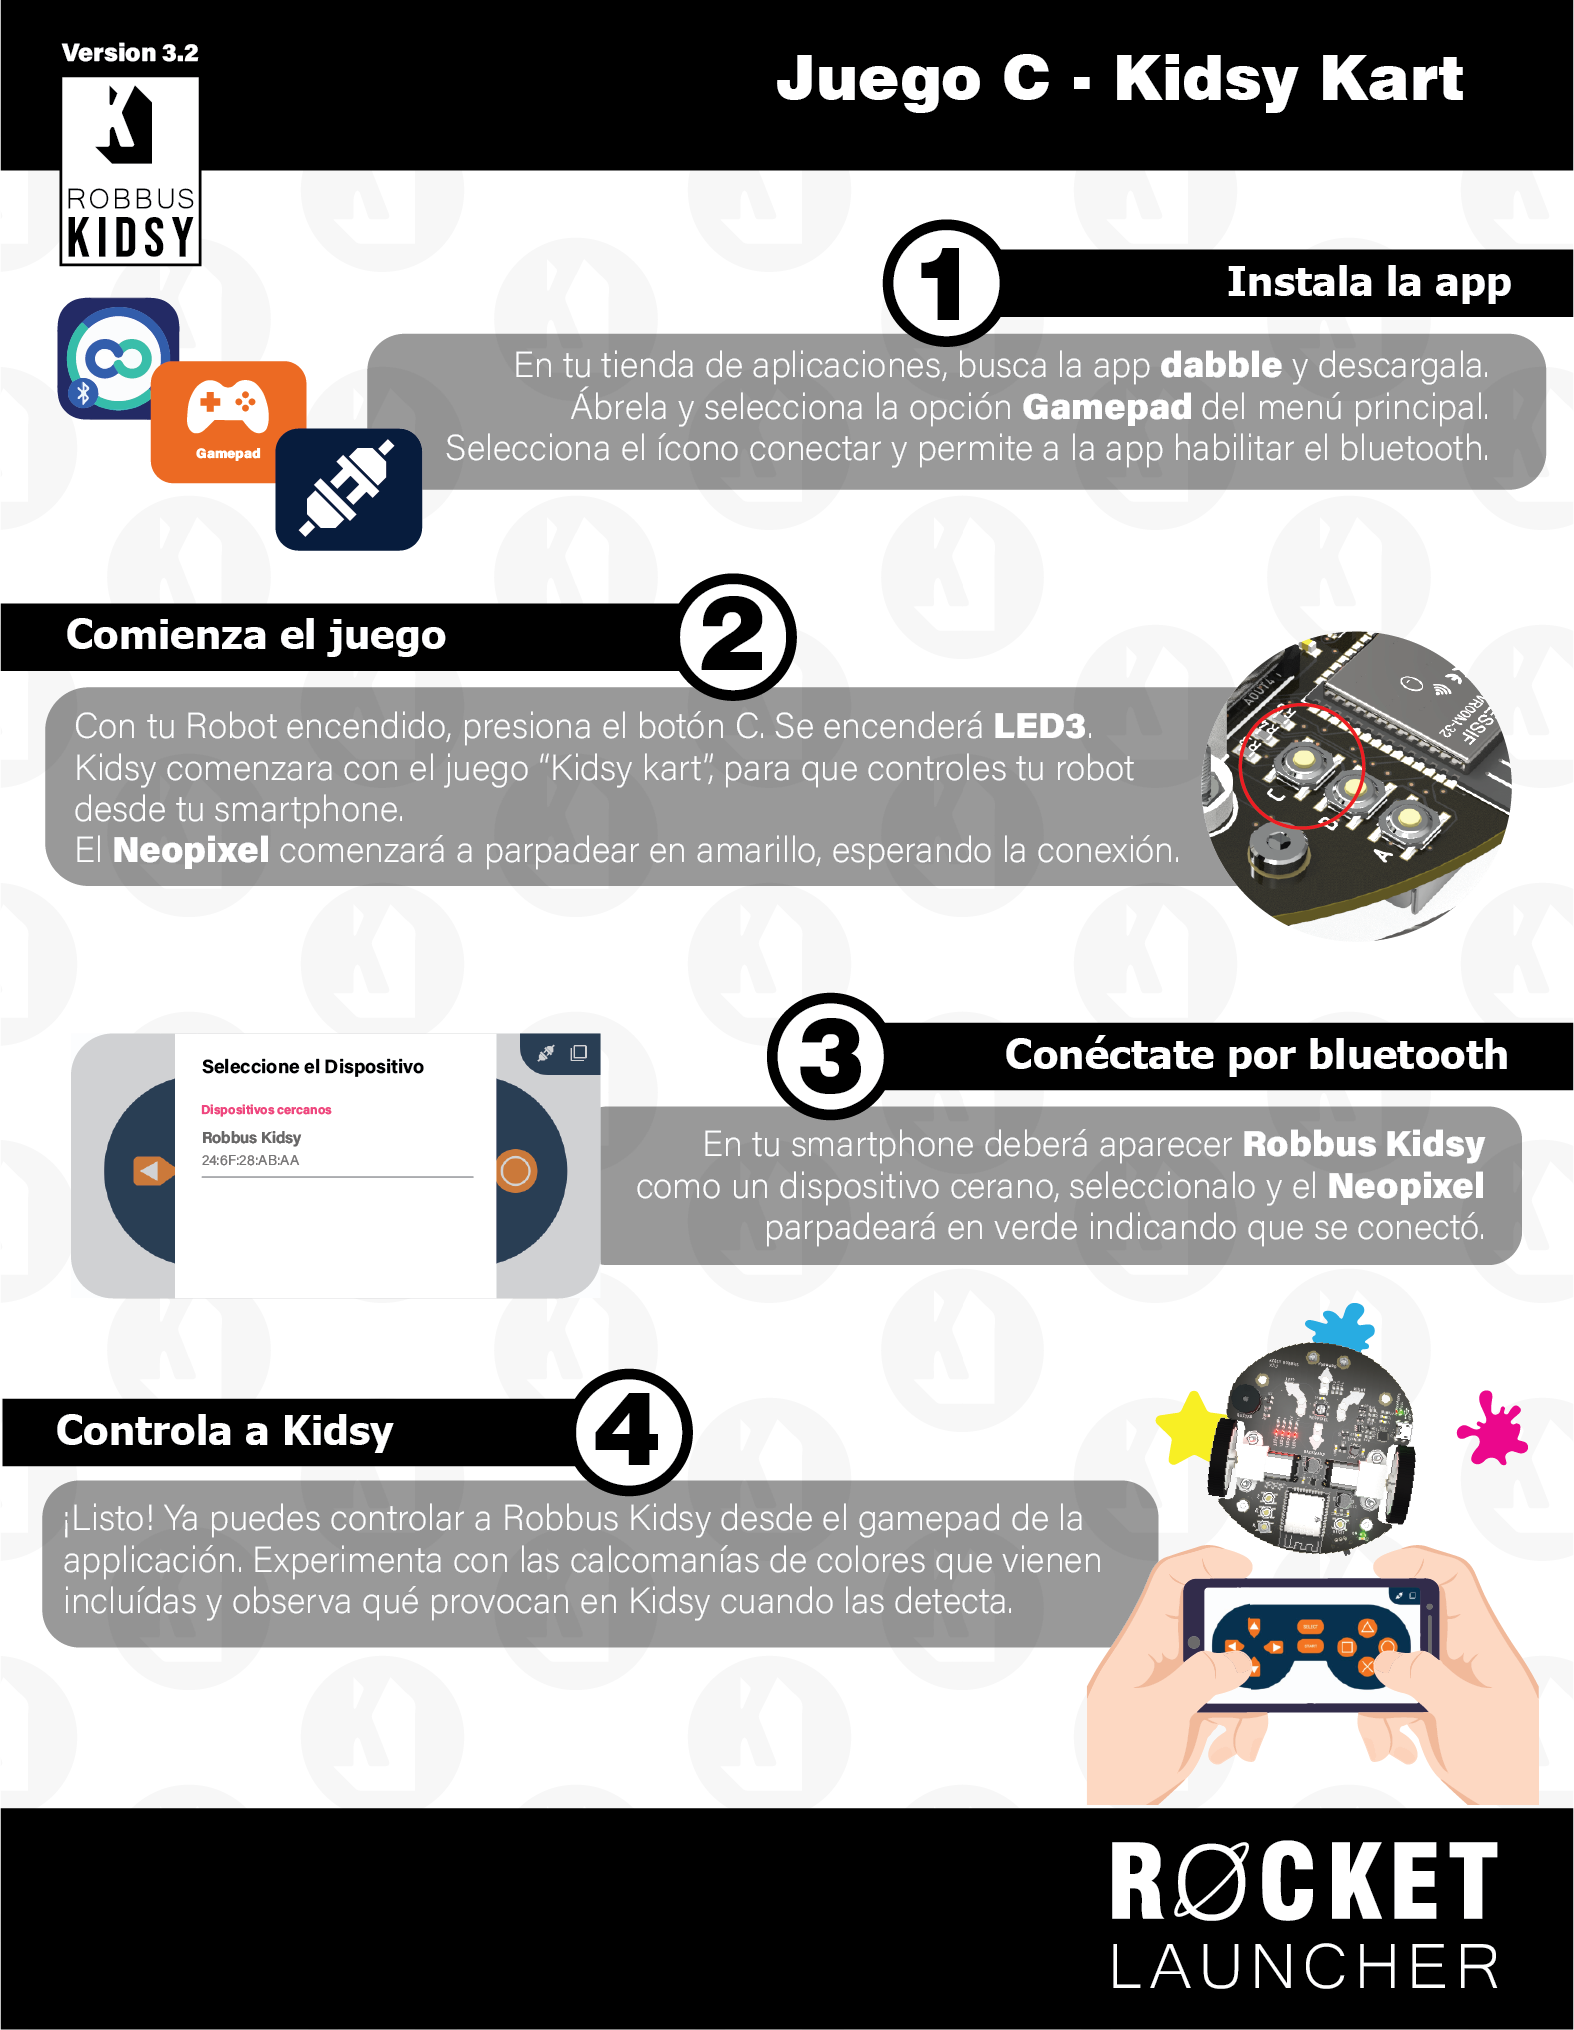 Version 3.2
Juego C - Kidsy Kart
ROBBUS
KIDSY
1
Instala la app
En tu tienda de aplicaciones, busca la app dabble y descargala.
Ábrela y selecciona la opción Gamepad del menú principal.
Selecciona el ícono conectar y permite a la app habilitar el bluetooth.
Gamepad
Comienza el juego
2
Con tu Robot encendido, presiona el botón C. Se encenderá LED3.
Kidsy comenzara con el juego “Kidsy kart”, para que controles tu robot
desde tu smartphone.
El Neopixel comenzará a parpadear en amarillo, esperando la conexión.
AOUT4
ESSIF
WROOM-32
C
B
A
3
Conéctate por bluetooth
Seleccione el Dispositivo
Dispositivos cercanos
Robbus Kidsy
24:6F:28:AB:AA
En tu smartphone deberá aparecer Robbus Kidsy
como un dispositivo cerano, seleccionalo y el Neopixel
parpadeará en verde indicando que se conectó.
Controla a Kidsy
4
¡Listo! Ya puedes controlar a Robbus Kidsy desde el gamepad de la
applicación. Experimenta con las calcomanías de colores que vienen
incluídas y observa qué provocan en Kidsy cuando las detecta.
SELECT
START
ROCKET
LAUNCHER